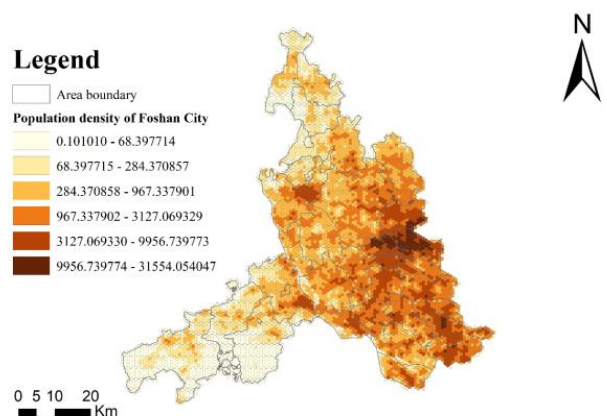 N
Legend
Area boundary
Population density of Foshan City
0.101010 - 68.397714
68.397715 - 284.370857
284.370858 - 967.337901
967.337902 - 3127.069329
3127.069330 - 9956.739773
9956.739774 - 31554.054047
0 5 10 20
Km